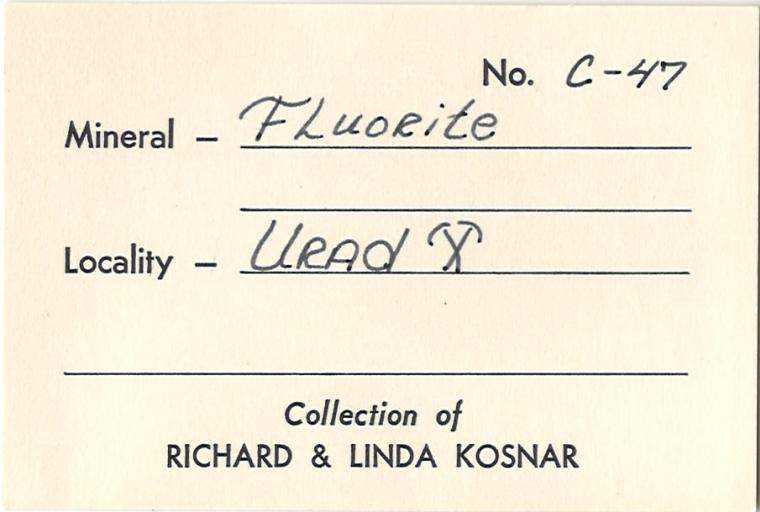 No. C-47
Mineral – Fluorite
Locality – Urad ⚒
Collection of
RICHARD & LINDA KOSNAR